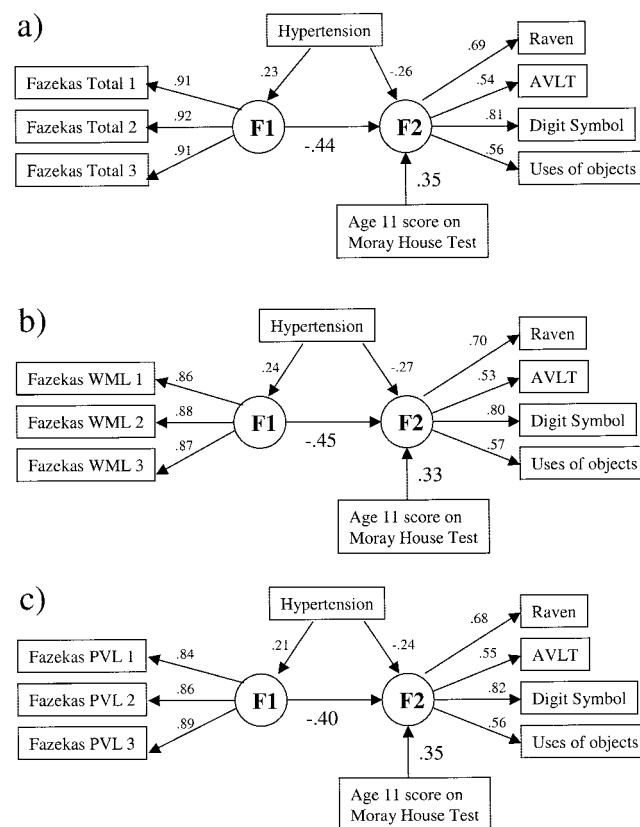 a)
Hypertension
Raven
.69
Fazekas Total 1
.91
.23
-.26
.54
AVLT
Fazekas Total 2
.92
F1
F2
.81
Digit Symbol
-.44
Fazekas Total 3
.91
.56
Uses of objects
.35
Age 11 score on
Moray House Test
b)
Hypertension
Raven
.70
Fazekas WML 1
.86
.24
-.27
.53
AVLT
Fazekas WML 2
.88
F1
F2
.80
Digit Symbol
-.45
Fazekas WML 3
.87
.57
Uses of objects
.33
Age 11 score on
Moray House Test
c)
Hypertension
Raven
.68
Fazekas PVL 1
.84
.21
-.24
.55
AVLT
Fazekas PVL 2
.86
F1
F2
.82
Digit Symbol
-.40
Fazekas PVL 3
.89
.56
Uses of objects
.35
Age 11 score on
Moray House Test